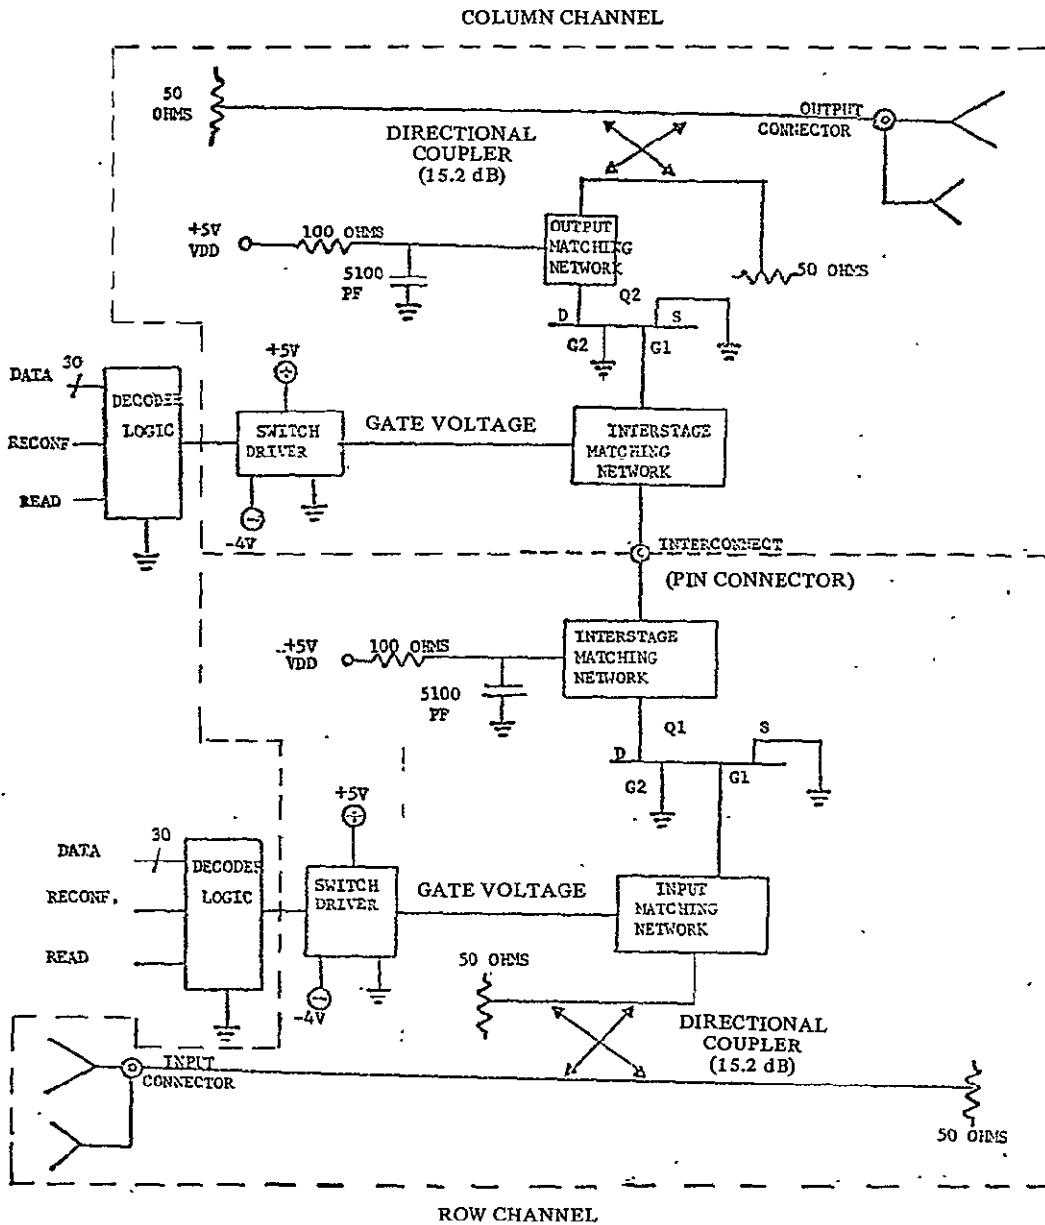 COLUMN CHANNEL
50
OHMS
OUTPUT
CONNECTOR
DIRECTIONAL
COUPLER
(15.2 dB)
+5V
VDD
100 OHMS
5100
PF
OUTPUT
MATCHING
NETWORK
50 OHMS
Q2
D
S
G2
G1
DATA
30
RECONF
READ
DECODER
LOGIC
+5V
SWITCH
DRIVER
-4V
GATE VOLTAGE
INTERSTAGE
MATCHING
NETWORK
INTERCONNECT
(PIN CONNECTOR)
+5V
VDD
100 OHMS
5100
PF
INTERSTAGE
MATCHING
NETWORK
Q1
D
S
G2
G1
DATA
30
RECONF.
READ
DECODER
LOGIC
+5V
SWITCH
DRIVER
-4V
GATE VOLTAGE
INPUT
MATCHING
NETWORK
50 OHMS
DIRECTIONAL
COUPLER
(15.2 dB)
INPUT
CONNECTOR
50 OHMS
ROW CHANNEL